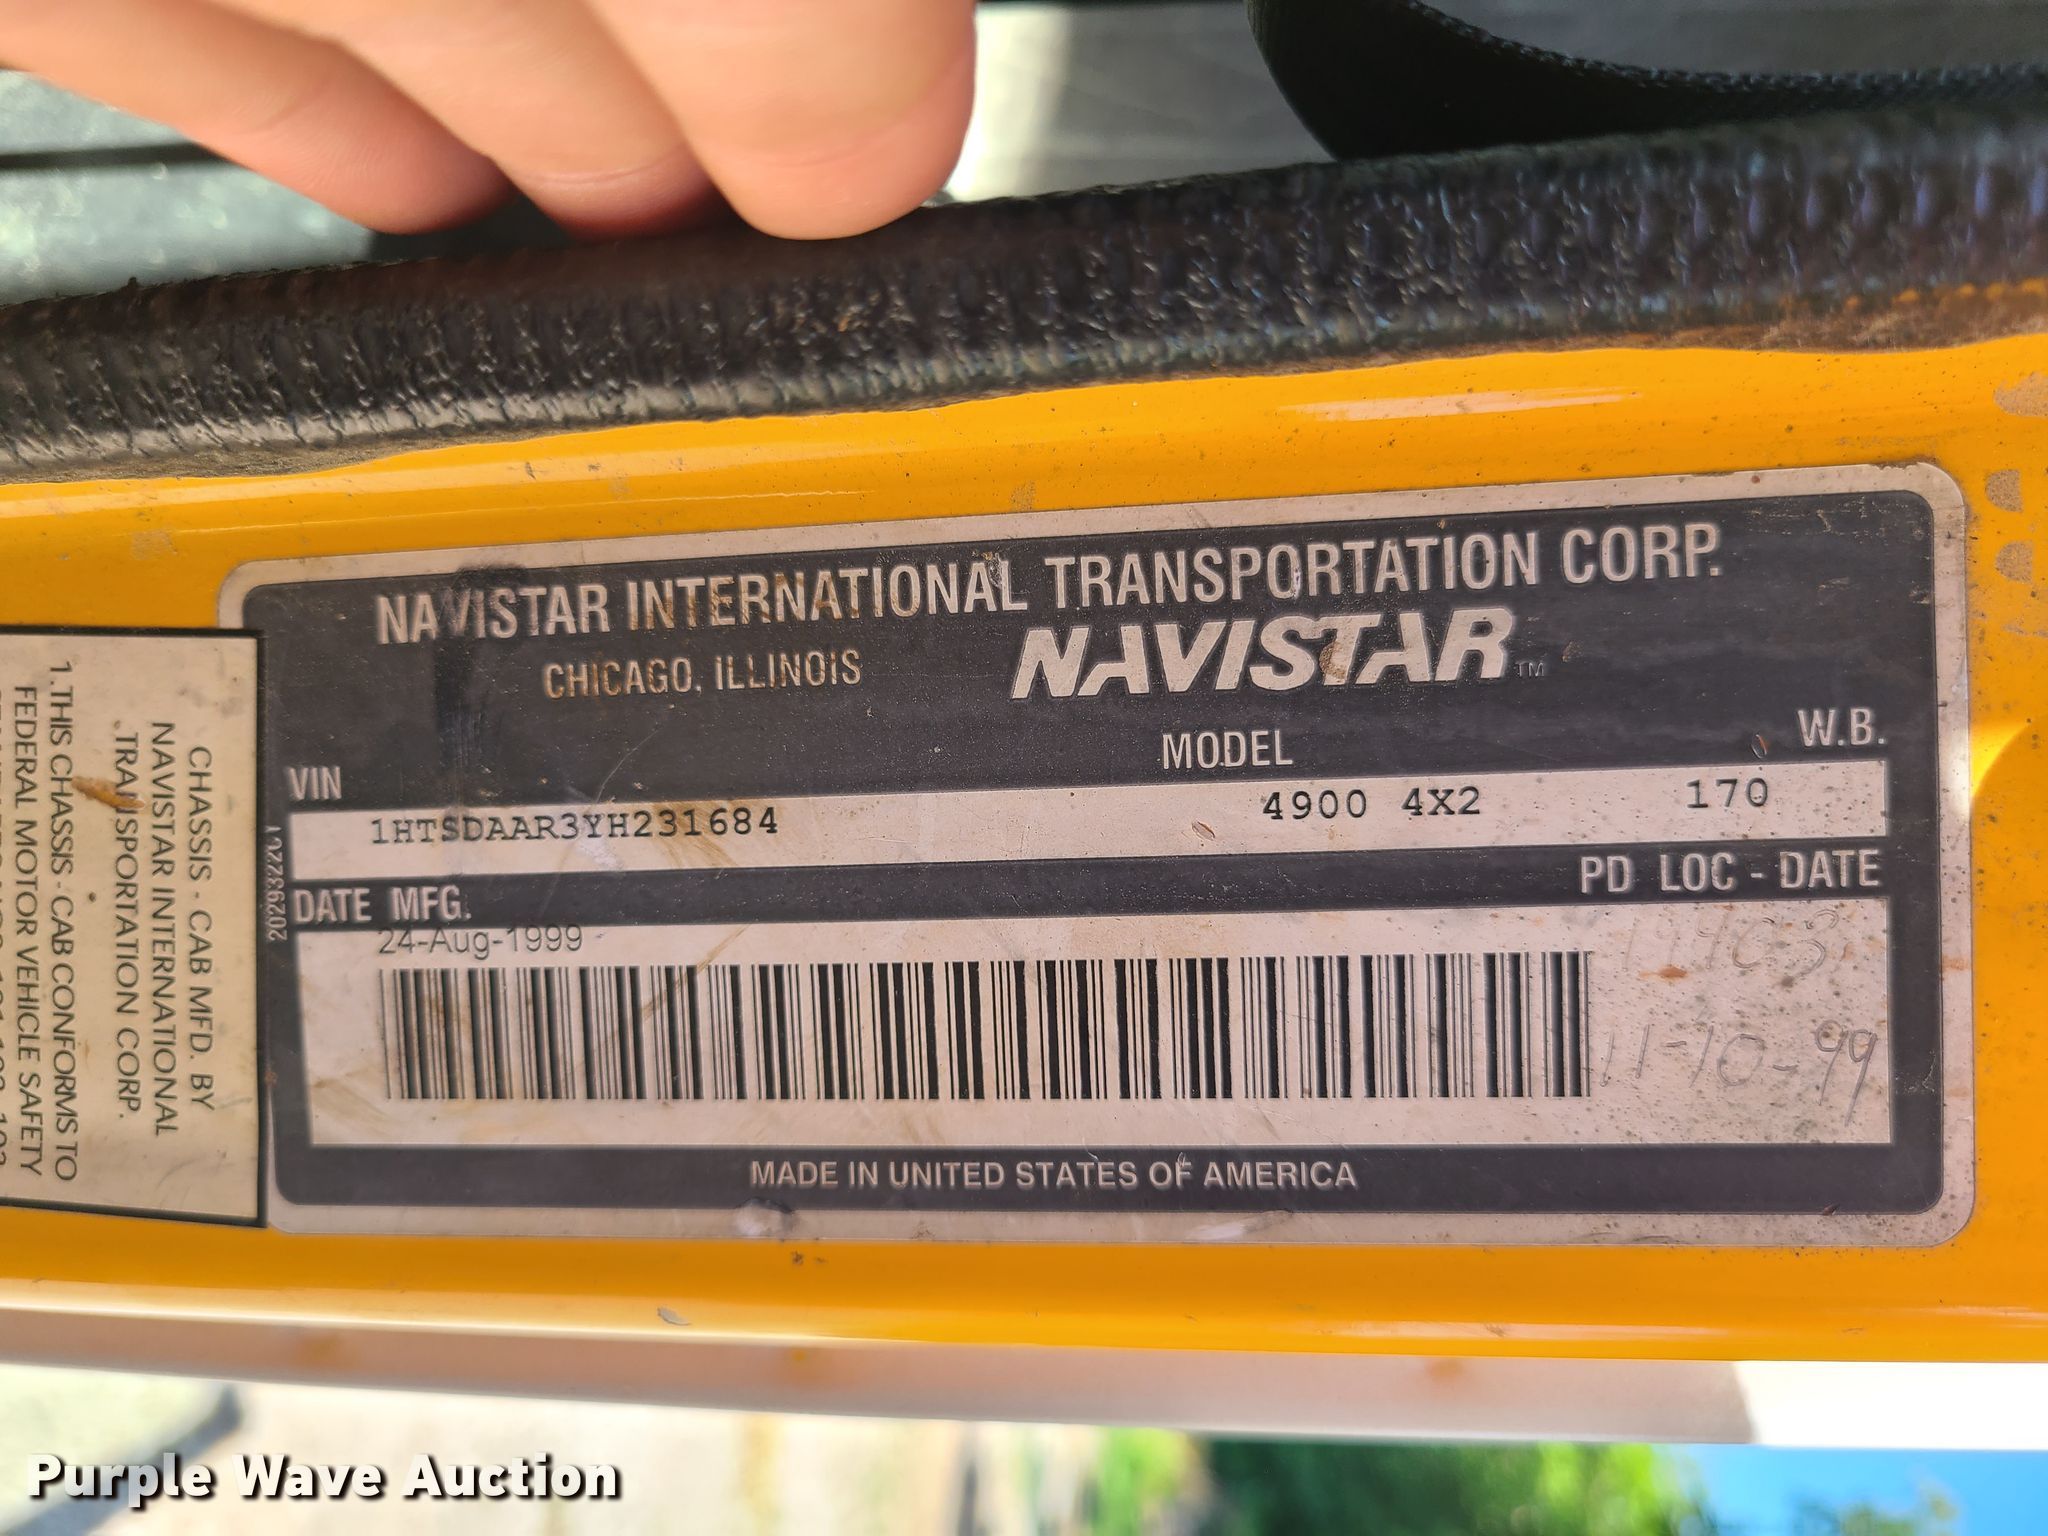 NAVISTAR INTERNATIONAL TRANSPORTATION CORP.
CHICAGO, ILLINOIS
NAVISTAR™
VIN
MODEL
W.B.
1HTSDAAR3YH231684
4900 4X2
170
DATE MFG.
PD LOC - DATE
24-Aug-1999
11-10-99
MADE IN UNITED STATES OF AMERICA
CHASSIS - CAB MFD. BY
NAVISTAR INTERNATIONAL
TRANSPORTATION CORP.
1. THIS CHASSIS - CAB CONFORMS TO
FEDERAL MOTOR VEHICLE SAFETY
Purple Wave Auction